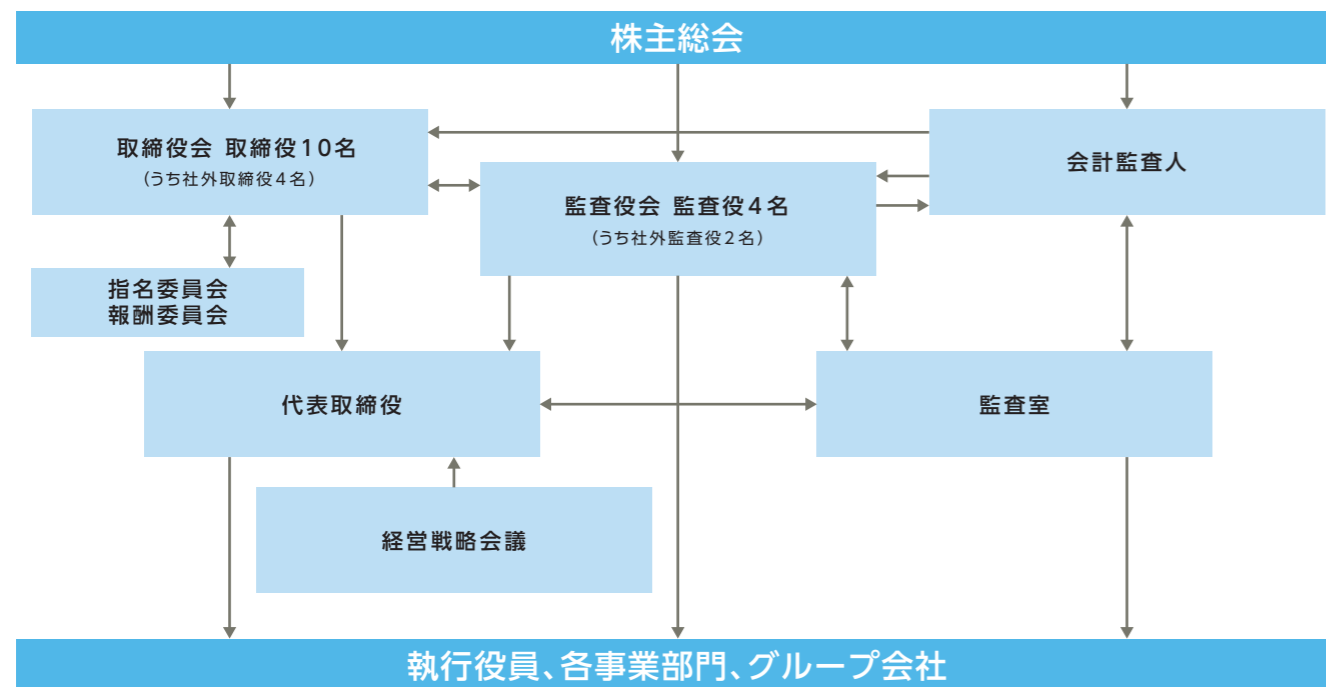 株主総会
取締役会 取締役10名
（うち社外取締役4名）
会計監査人
監査役会 監査役4名
（うち社外監査役2名）
指名委員会
報酬委員会
代表取締役
監査室
経営戦略会議
執行役員、各事業部門、グループ会社